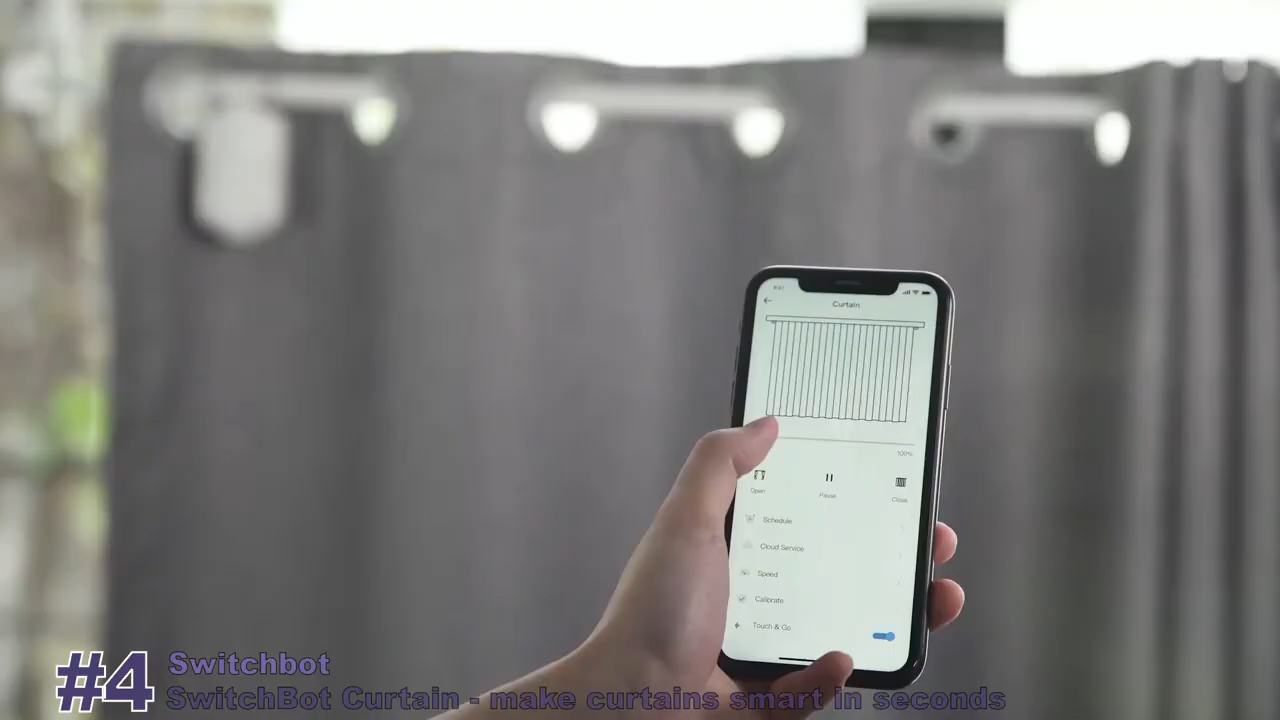 Curtain
100%
Open
Pause
Close
Schedule
Cloud Service
Speed
Calibrate
Touch & Go
#4
Switchbot
SwitchBot Curtain - make curtains smart in seconds